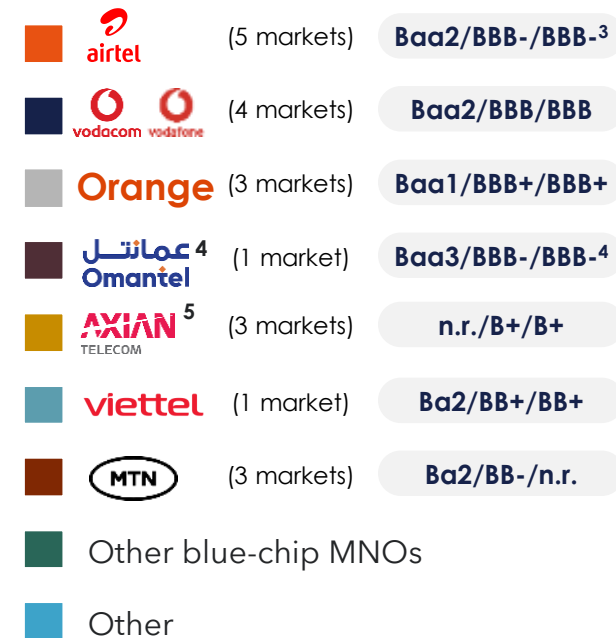 airtel (5 markets) Baa2/BBB-/BBB-3
vodacom vodafone (4 markets) Baa2/BBB/BBB
Orange (3 markets) Baa1/BBB+/BBB+
عمانتل 4
Omantel (1 market) Baa3/BBB-/BBB-4
AXIAN 5
TELECOM (3 markets) n.r./B+/B+
viettel (1 market) Ba2/BB+/BB+
MTN (3 markets) Ba2/BB-/n.r.
Other blue-chip MNOs
Other